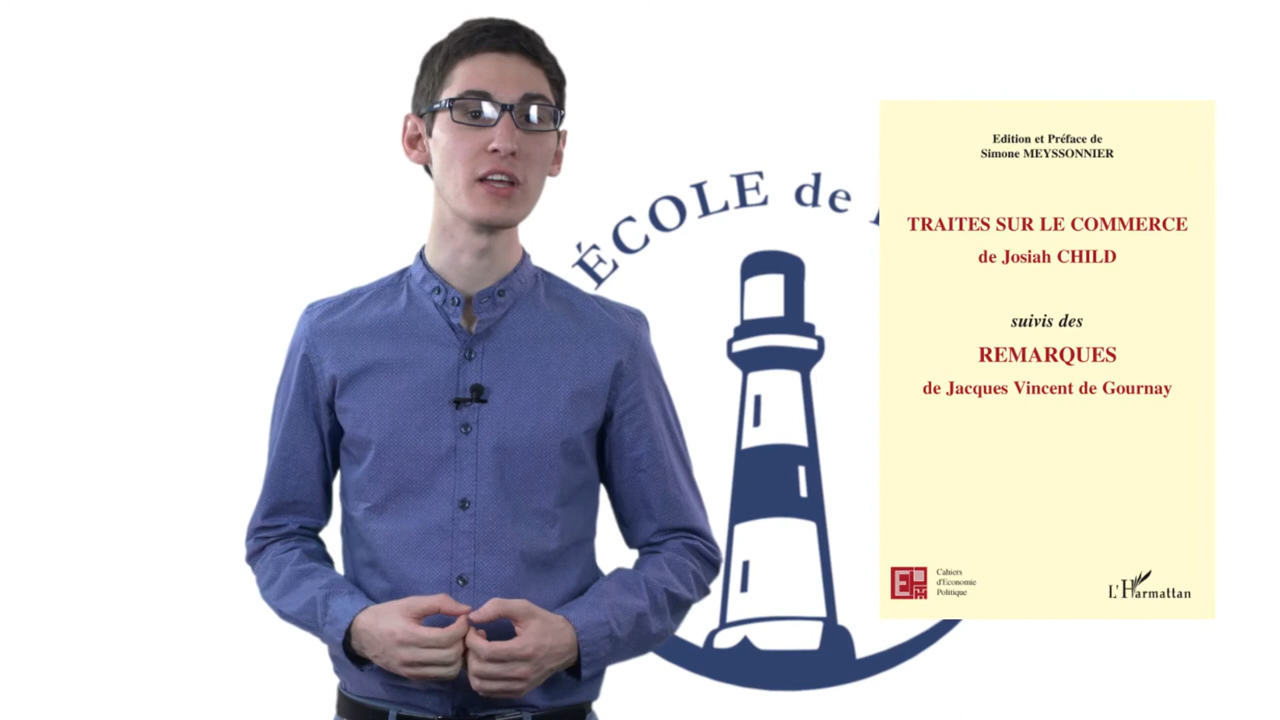 ÉCOLE de
Edition et Préface de
Simone MEYSSONNIER
TRAITES SUR LE COMMERCE
de Josiah CHILD
suivis des
REMARQUES
de Jacques Vincent de Gournay
Cahiers
d'Economie
Politique
L'Harmattan